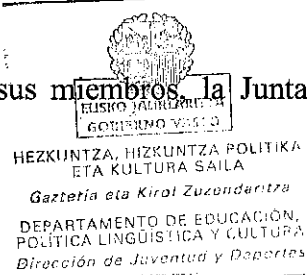 sus miembros, la Junta
EUSKO JAURLARITZA
GOBIERNO VASCO
HEZKUNTZA, HIZKUNTZA POLITIKA
ETA KULTURA SAILA
Gazteria eta Kirol Zuzendaritza
DEPARTAMENTO DE EDUCACIÓN,
POLÍTICA LINGÜÍSTICA Y CULTURA
Dirección de Juventud y Deportes